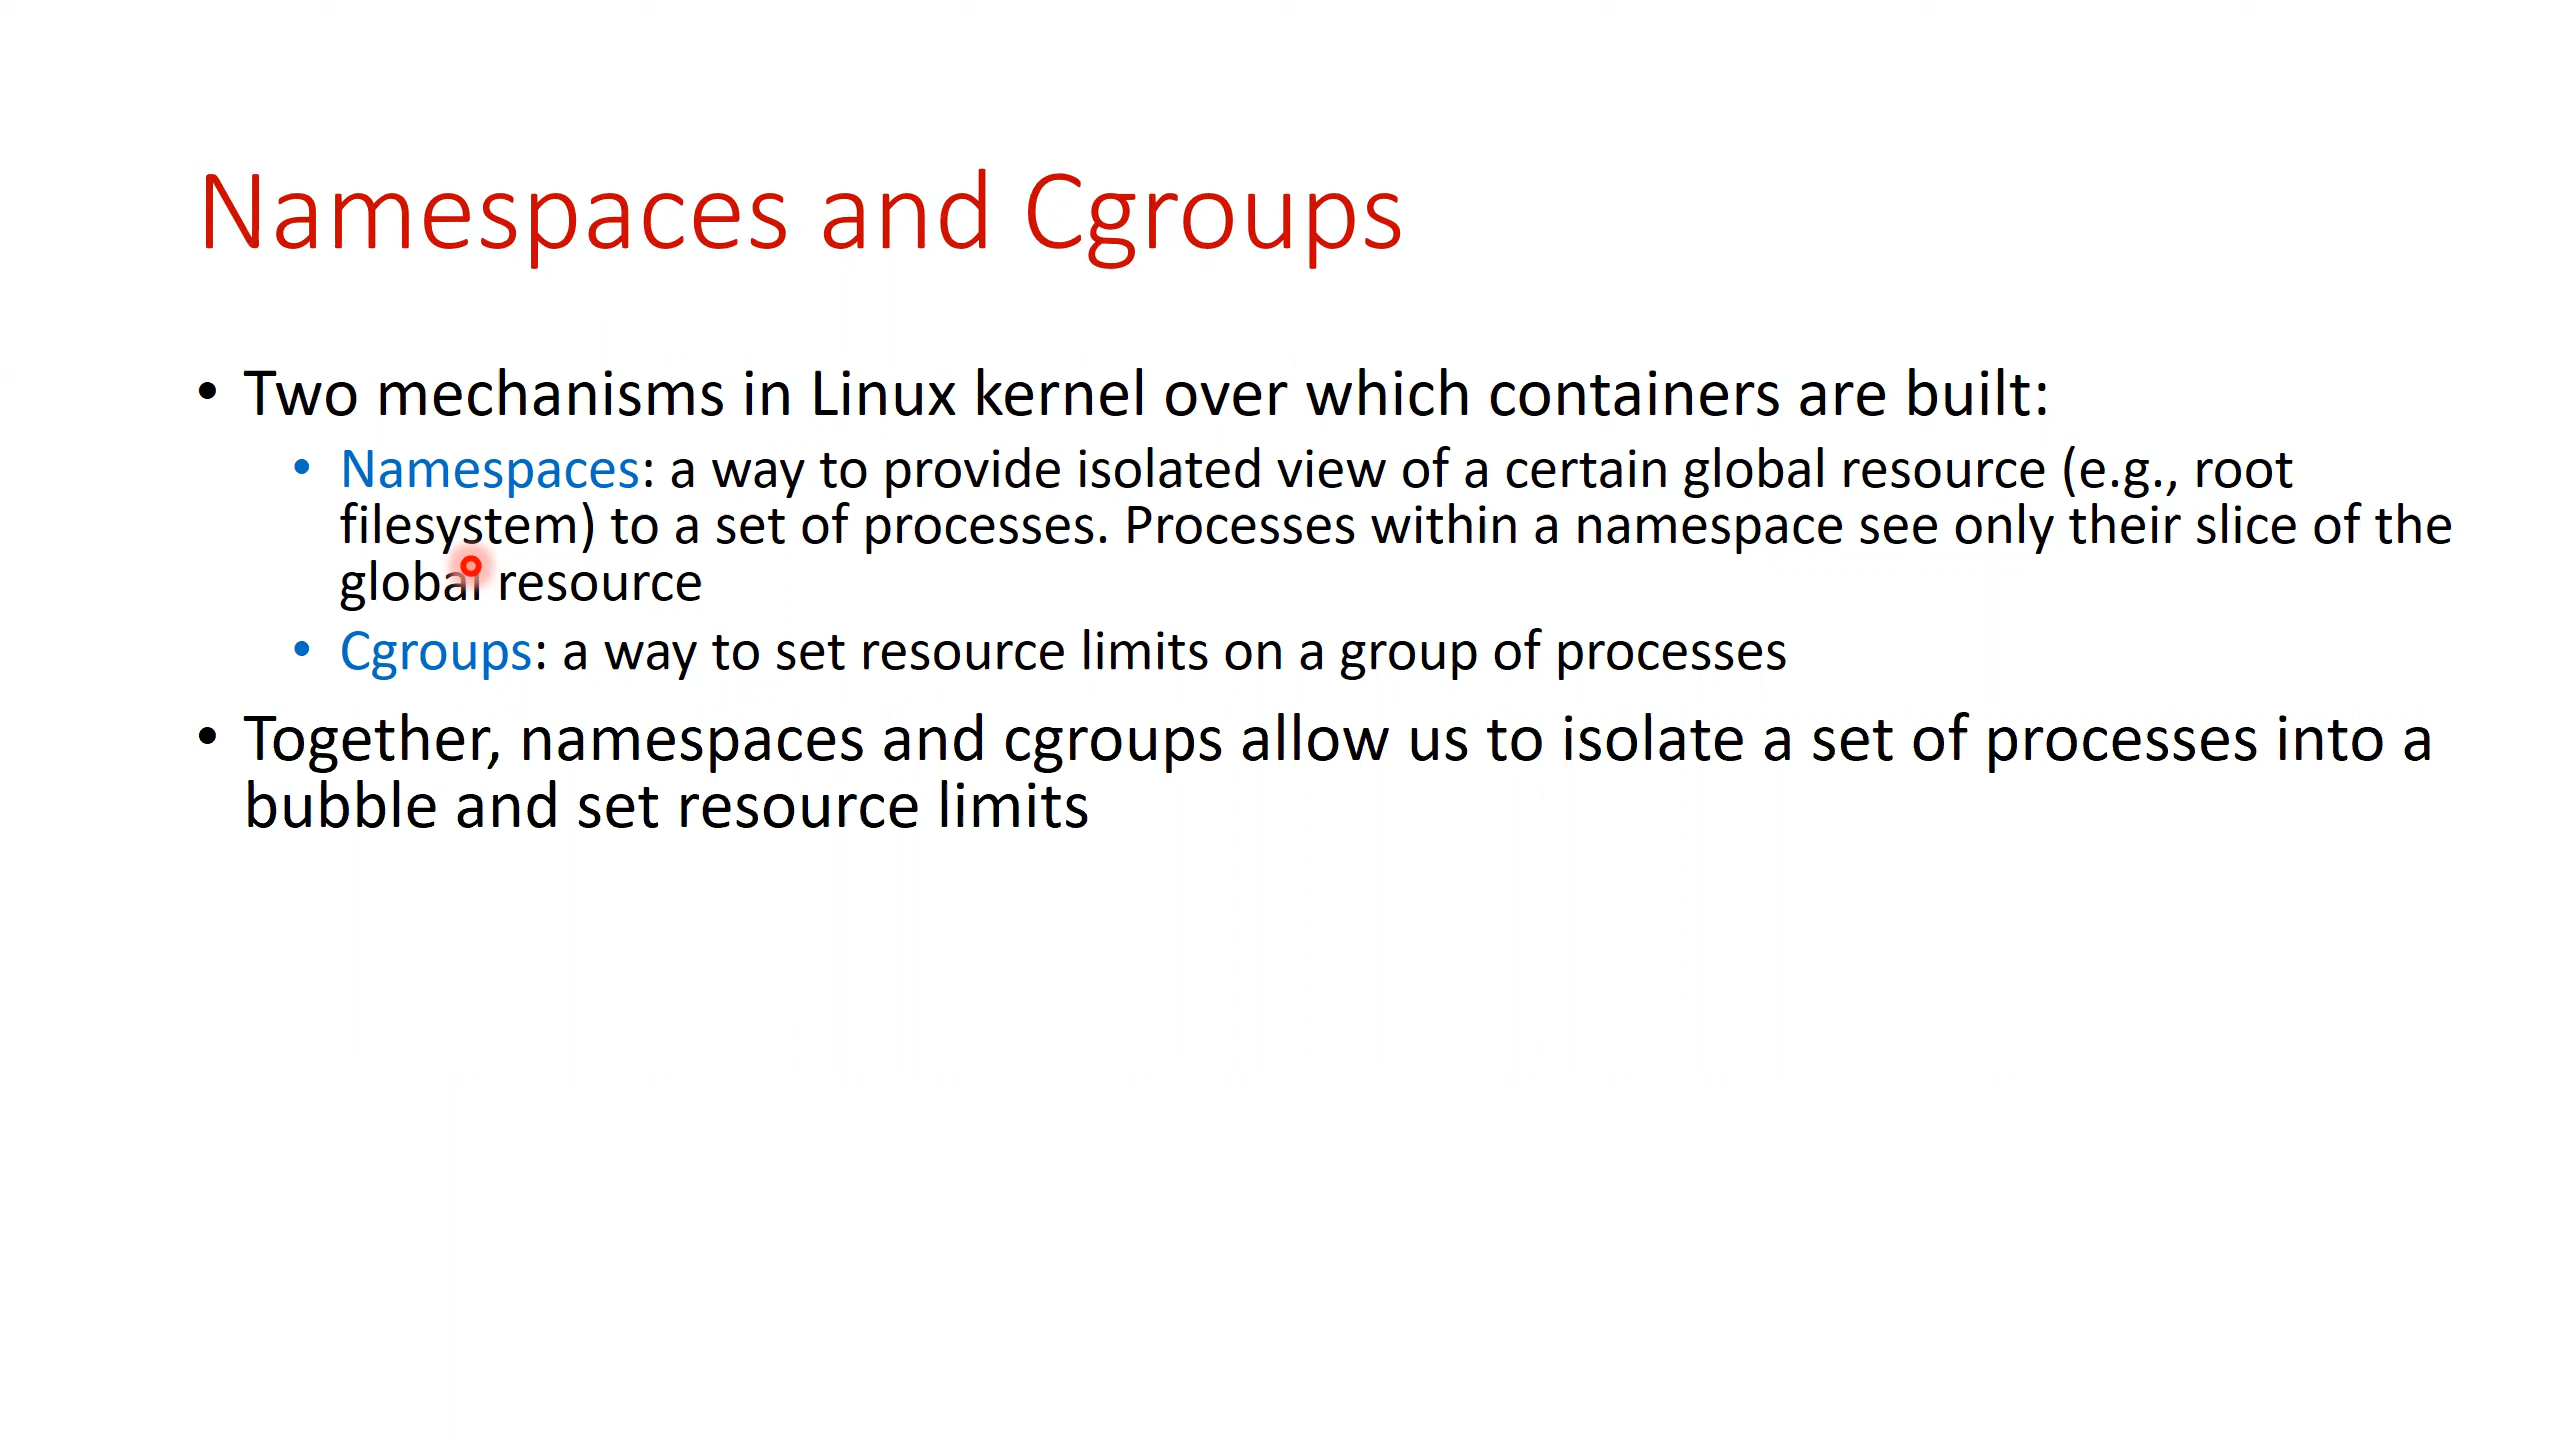 Namespaces and Cgroups
• Two mechanisms in Linux kernel over which containers are built:
• Namespaces: a way to provide isolated view of a certain global resource (e.g., root
filesystem) to a set of processes. Processes within a namespace see only their slice of the
global resource
• Cgroups: a way to set resource limits on a group of processes
• Together, namespaces and cgroups allow us to isolate a set of processes into a
bubble and set resource limits